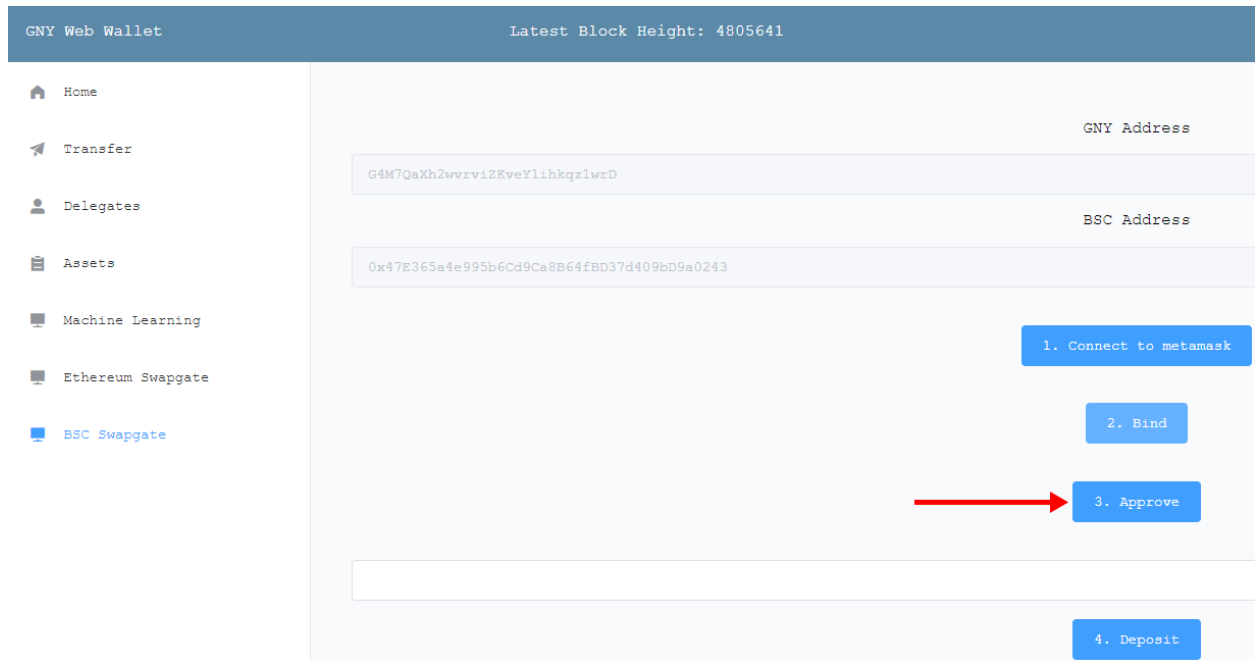 GNY Web Wallet
Latest Block Height: 4805641
Home
Transfer
Delegates
Assets
Machine Learning
Ethereum Swapgate
BSC Swapgate
GNY Address
G4M7QaXh2wvrviZKveYlihkqzlwrD
BSC Address
0x47E365a4e995b6Cd9Ca8B64fBD37d409bD9a0243
1. Connect to metamask
2. Bind
3. Approve
4. Deposit